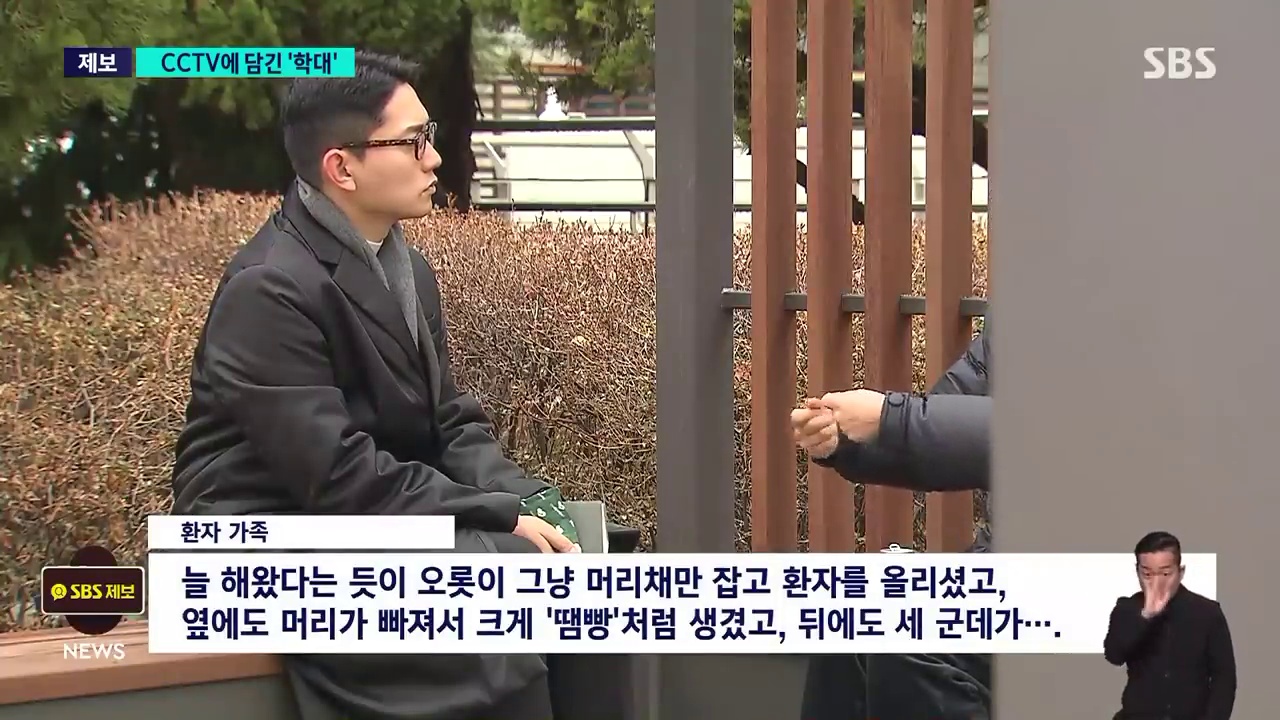 제보 CCTV에 담긴 '학대'
SBS
환자 가족
늘 해왔다는 듯이 오롯이 그냥 머리채만 잡고 환자를 올리셨고,
옆에도 머리가 빠져서 크게 '땜빵'처럼 생겼고, 뒤에도 세 군데가….
SBS 제보
NEWS